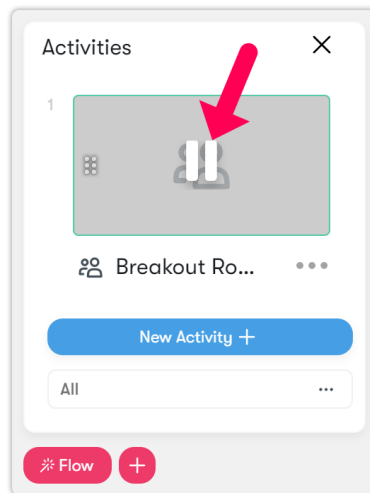 Activities
1
Breakout Ro...
New Activity +
All
Flow